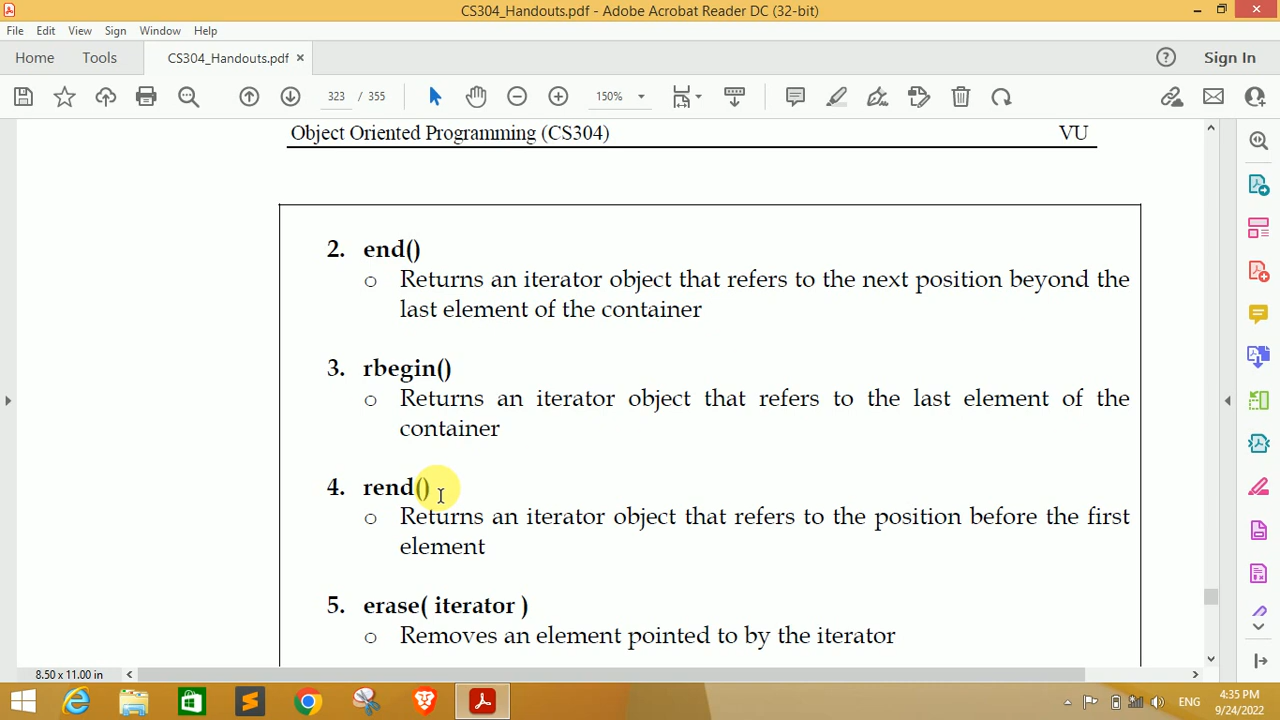 CS304_Handouts.pdf - Adobe Acrobat Reader DC (32-bit)
File Edit View Sign Window Help
Home Tools CS304_Handouts.pdf × Sign In
323 / 355 150%
Object Oriented Programming (CS304) VU
2. end()
o Returns an iterator object that refers to the next position beyond the
last element of the container
3. rbegin()
o Returns an iterator object that refers to the last element of the
container
4. rend()
o Returns an iterator object that refers to the position before the first
element
5. erase( iterator )
o Removes an element pointed to by the iterator
8.50 x 11.00 in
ENG
4:35 PM
9/24/2022